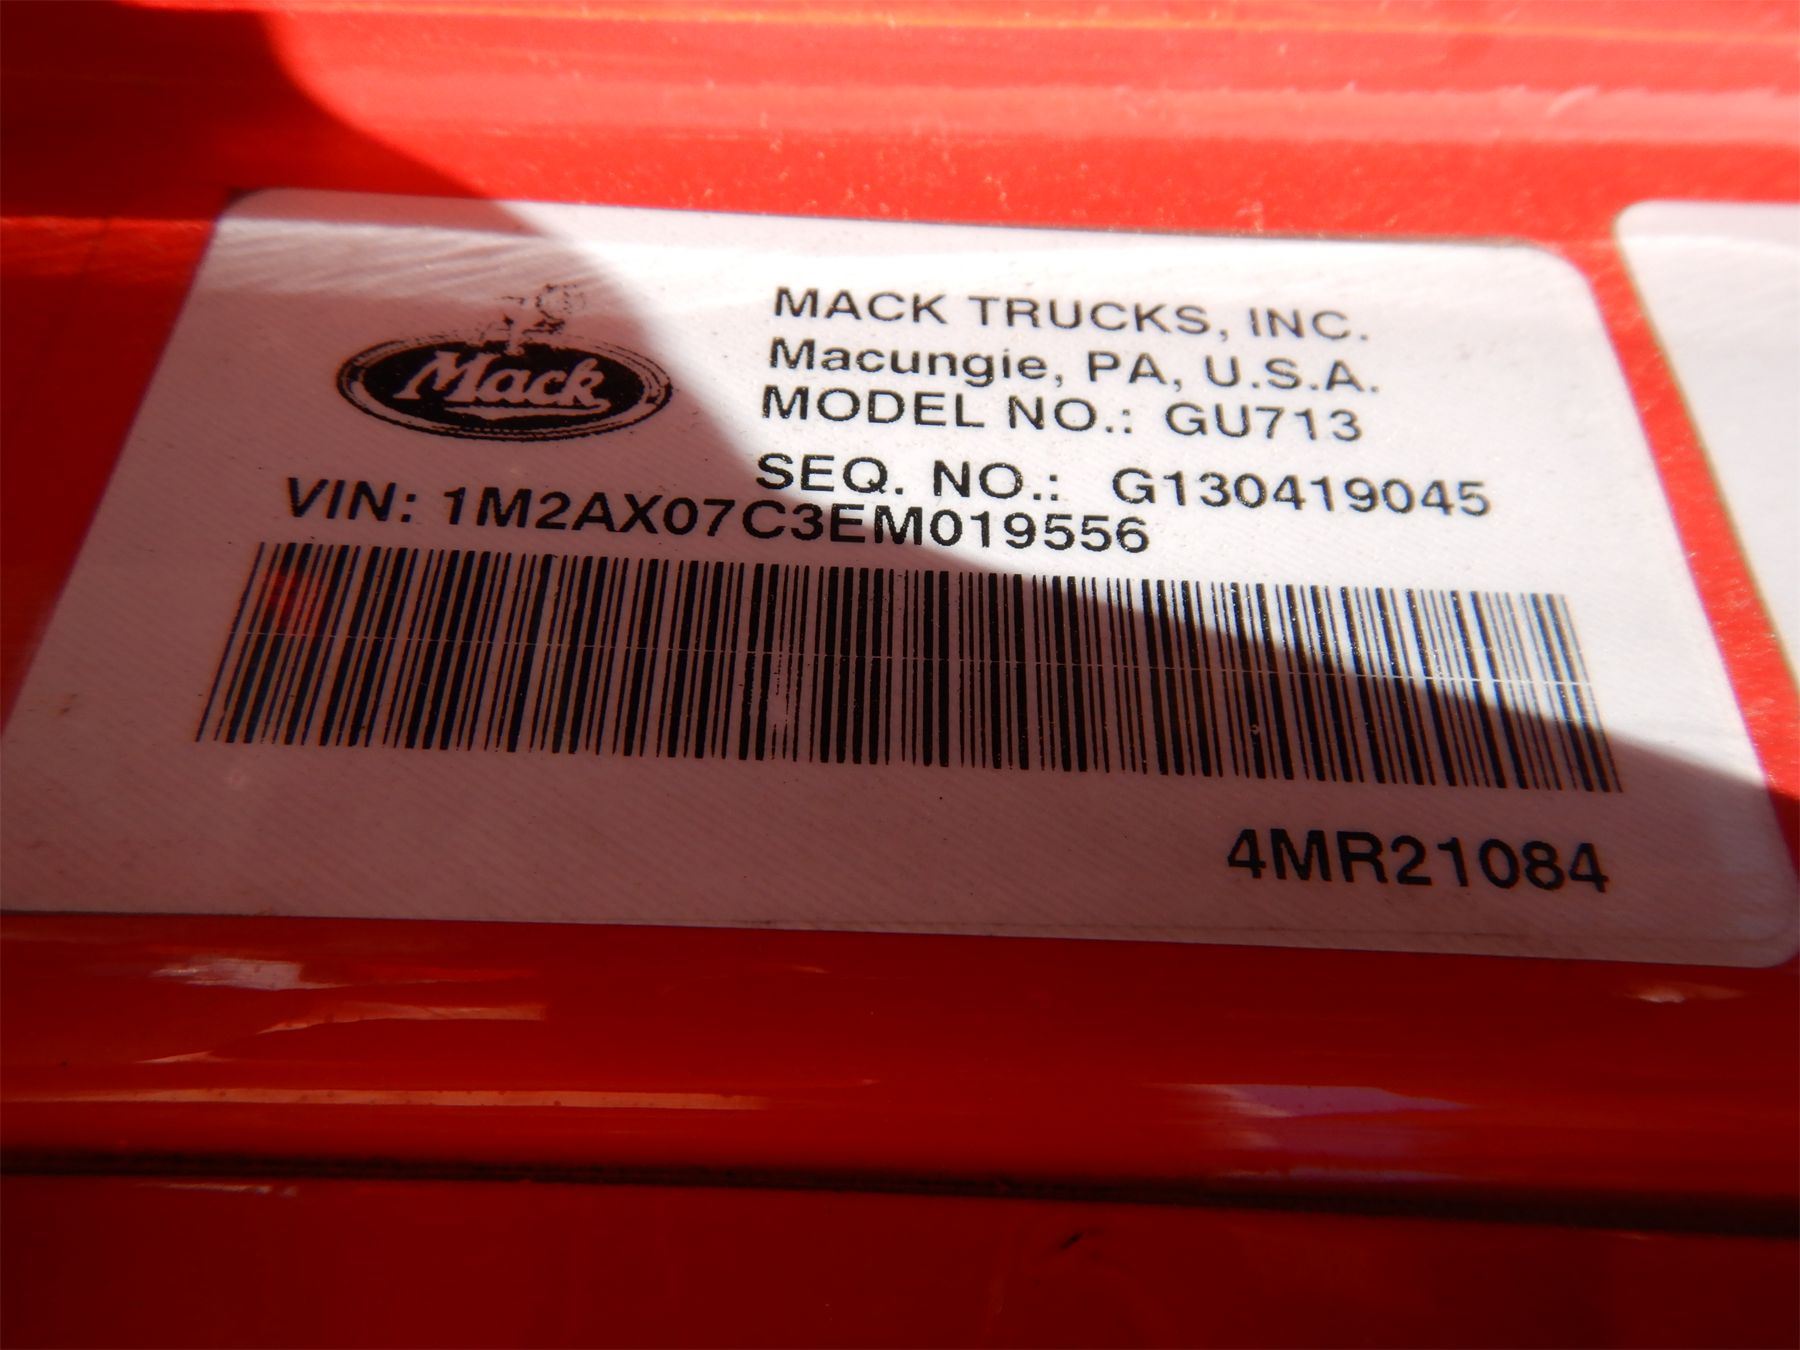 Mack
MACK TRUCKS, INC.
Macungie, PA, U.S.A.
MODEL NO.: GU713
SEQ. NO.: G130419045
VIN: 1M2AX07C3EM019556
4MR21084